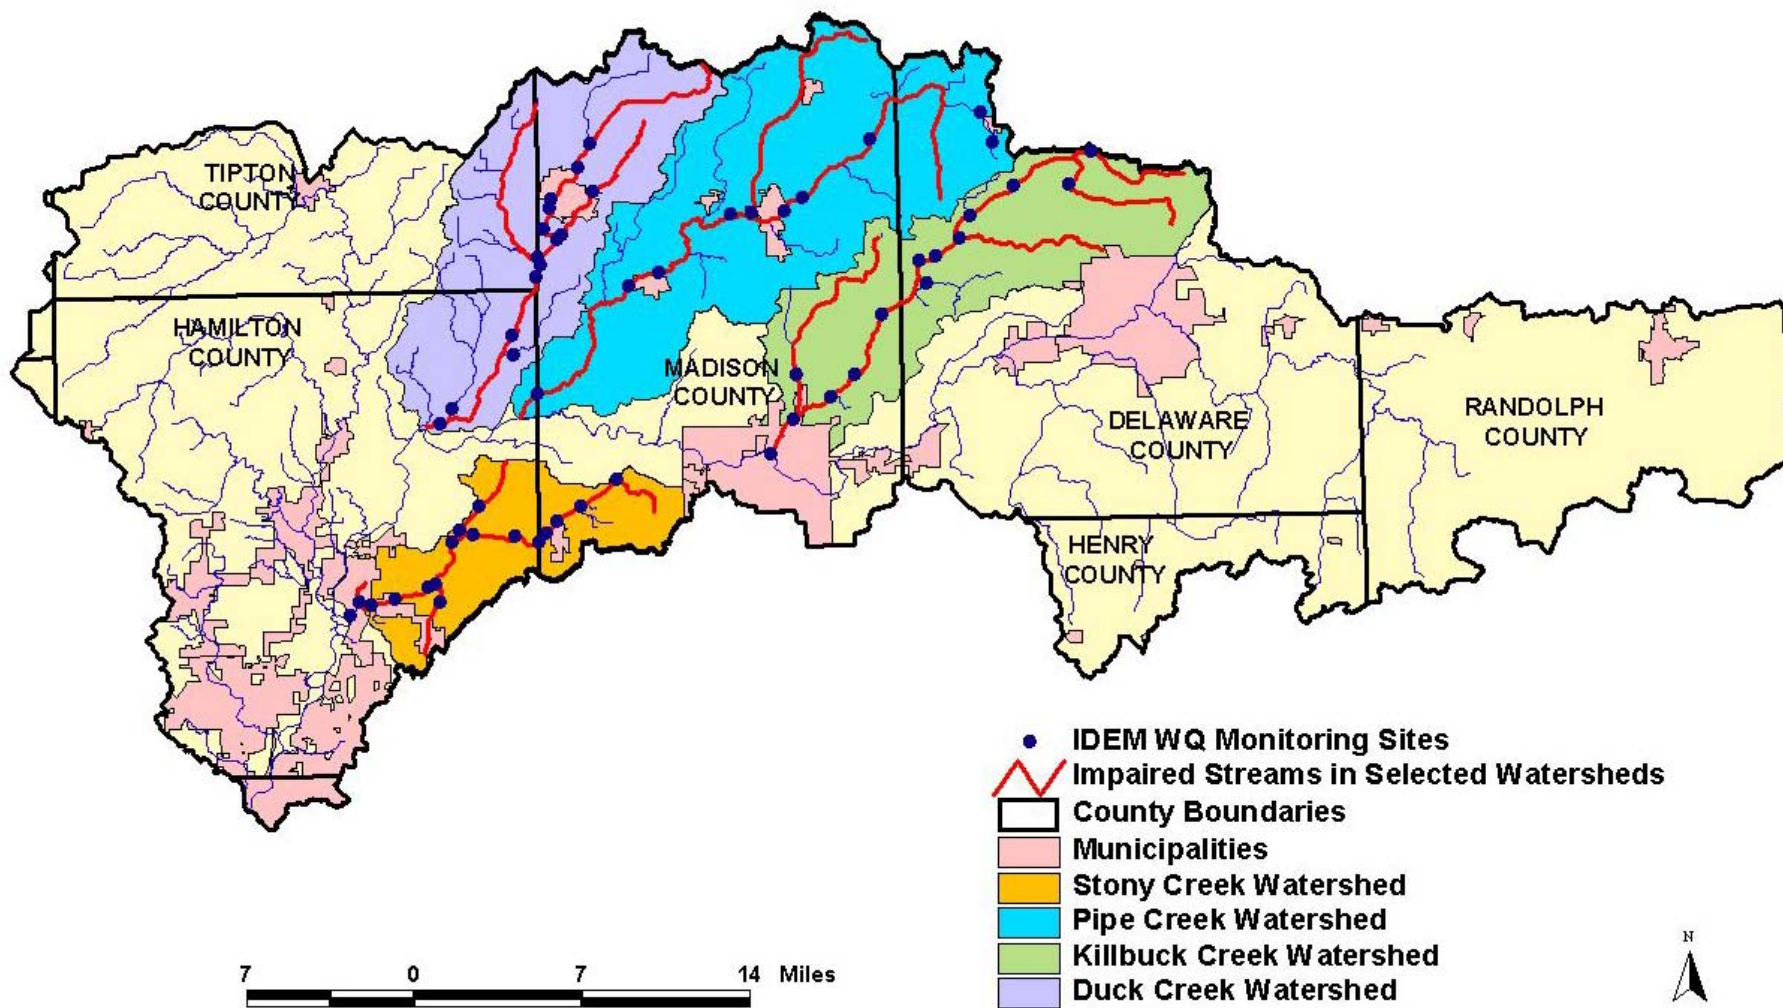 TIPTON
COUNTY
HAMILTON
COUNTY
MADISON
COUNTY
DELAWARE
COUNTY
RANDOLPH
COUNTY
HENRY
COUNTY
IDEM WQ Monitoring Sites
Impaired Streams in Selected Watersheds
County Boundaries
Municipalities
Stony Creek Watershed
Pipe Creek Watershed
Killbuck Creek Watershed
Duck Creek Watershed
7 0 7 14 Miles
N